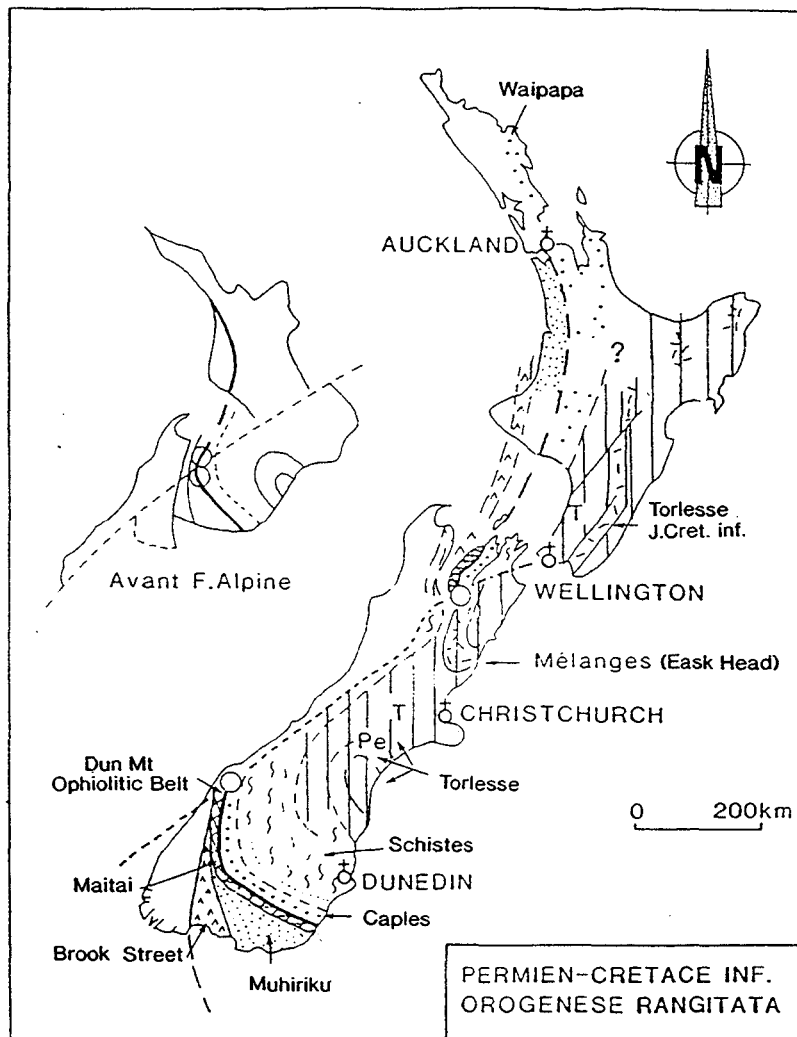 Waipapa
N
AUCKLAND
?
Avant F.Alpine
T
Torlesse
J.Cret. inf.
WELLINGTON
Mélanges (Eask Head)
T
CHRISTCHURCH
Pe
Dun Mt
Ophiolitic Belt
Torlesse
0 200km
Schistes
Maitai
DUNEDIN
Caples
Brook Street
Muhiriku
PERMIEN-CRETACE INF.
OROGENESE RANGITATA